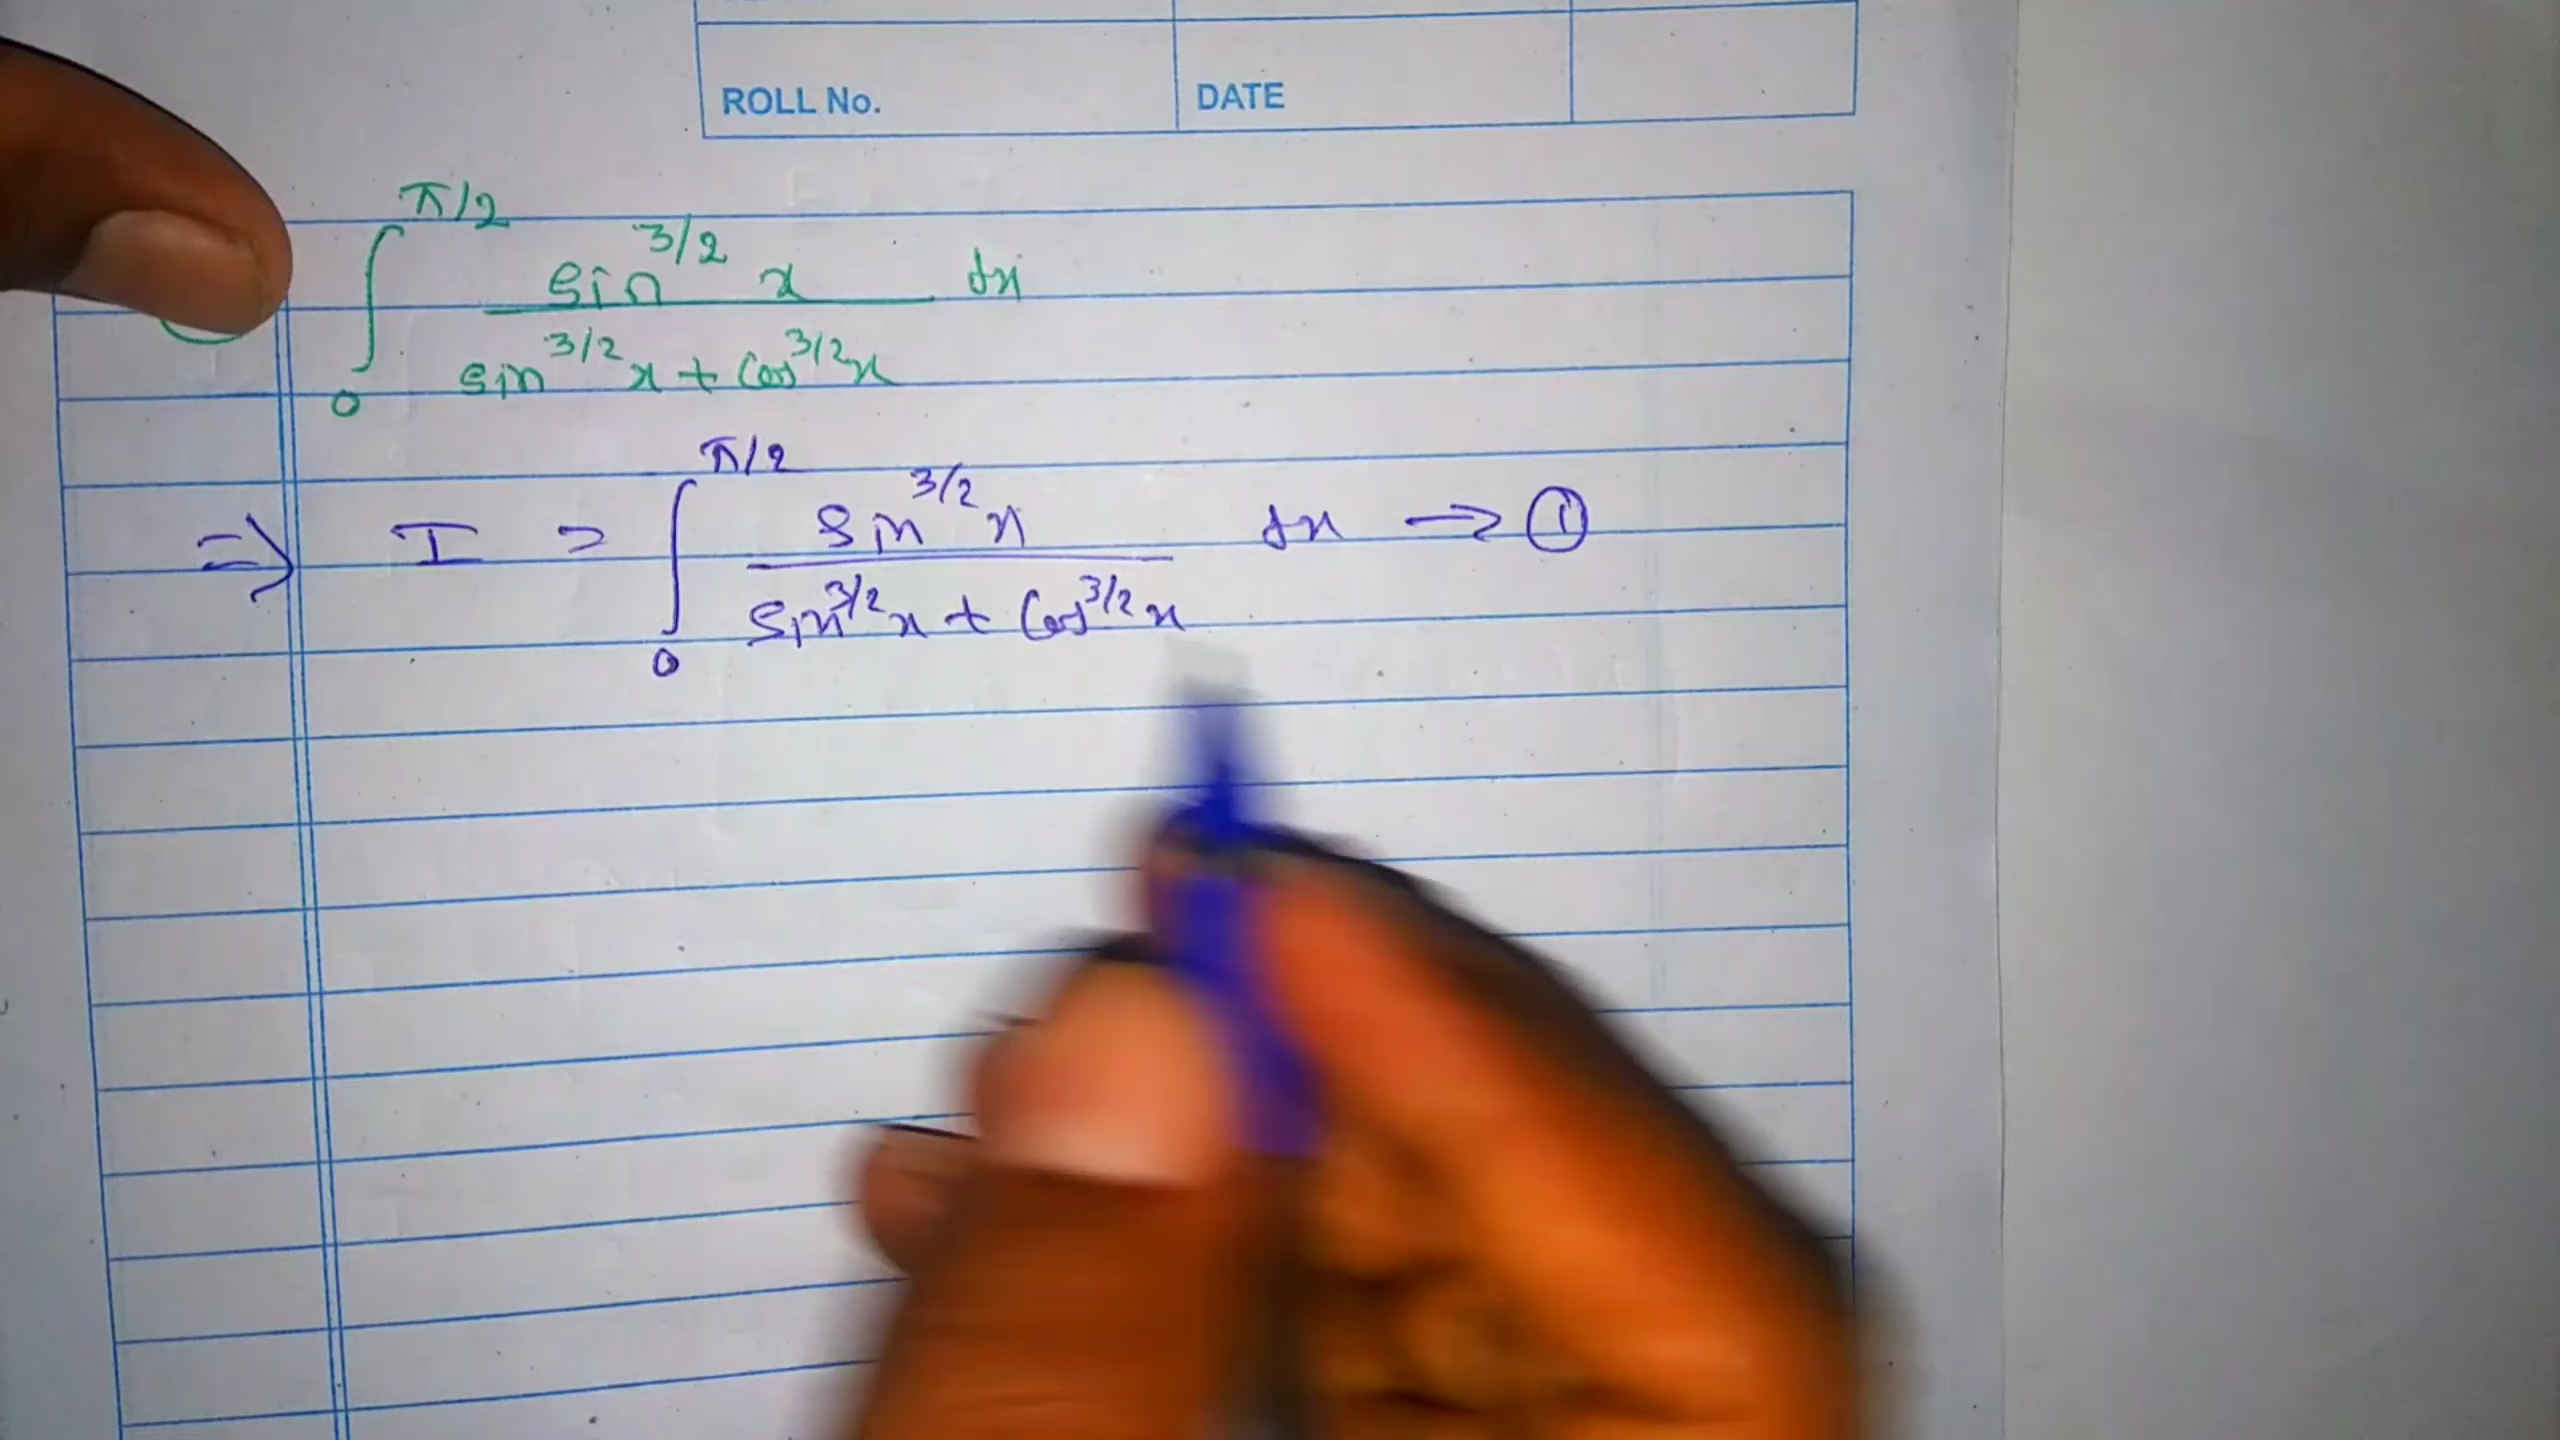 ROLL No. DATE
∫₀^{π/2} sin^{3/2} x / (sin^{3/2} x + Cos^{3/2} x) dx
⇒ I = ∫₀^{π/2} sin^{3/2} x / (sin^{3/2} x + Cos^{3/2} x) dx → ①